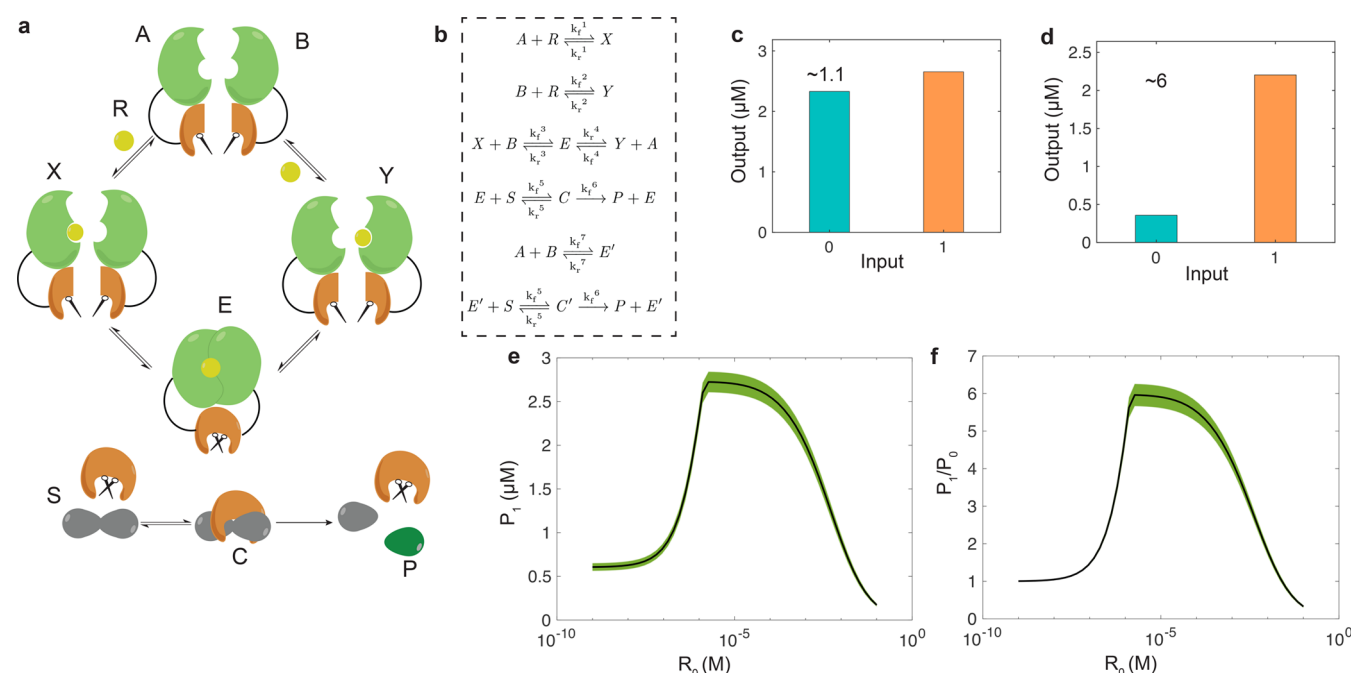 a
A
B
R
X
Y
E
S
C
P
b
A + R ⇌ X
k_f^1
k_r^1
B + R ⇌ Y
k_f^2
k_r^2
X + B ⇌ E ⇌ Y + A
k_f^3 k_r^4
k_r^3 k_f^4
E + S ⇌ C → P + E
k_f^5 k_f^6
k_r^5
A + B ⇌ E′
k_f^7
k_r^7
E′ + S ⇌ C′ → P + E′
k_f^5 k_f^6
k_r^5
c
Output (µM)
3
2
1
0
~1.1
0 1
Input
d
Output (µM)
2.5
2
1.5
1
0.5
0
~6
0 1
Input
e
P₁ (µM)
3
2.5
2
1.5
1
0.5
0
10⁻¹⁰ 10⁻⁵ 10⁰
R₀ (M)
f
P₁/P₀
7
6
5
4
3
2
1
0
10⁻¹⁰ 10⁻⁵ 10⁰
R₀ (M)